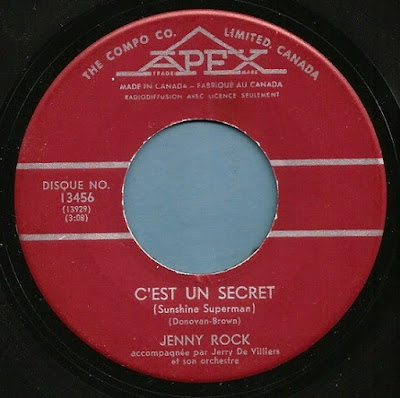 THE COMPO CO. LIMITED, CANADA
APEX
TRADE MARK
MADE IN CANADA – FABRIQUÉ AU CANADA
RADIODIFFUSION AVEC LICENCE SEULEMENT
DISQUE NO.
13456
(13929)
(3:08)
C'EST UN SECRET
(Sunshine Superman)
(Donovan-Brown)
JENNY ROCK
accompagnée par Jerry De Villiers
et son orchestre